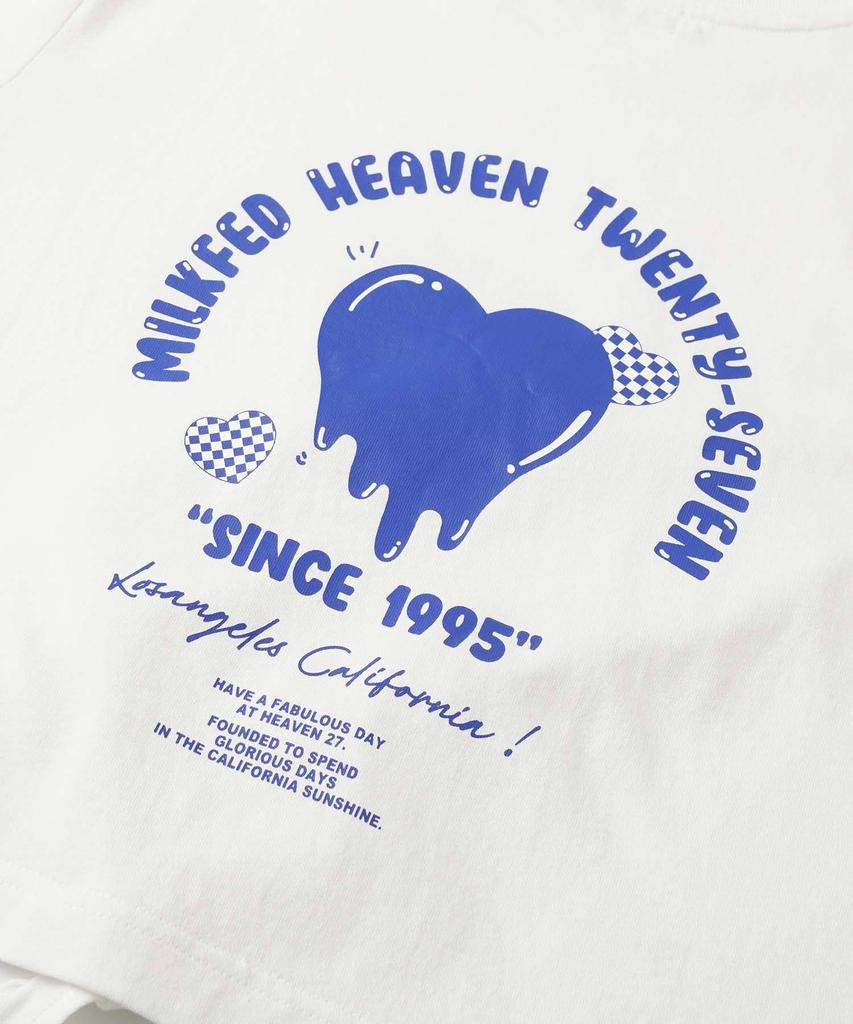 MILKFED HEAVEN TWENTY-SEVEN
“SINCE 1995”
Losangeles California !
HAVE A FABULOUS DAY
AT HEAVEN 27.
FOUNDED TO SPEND
GLORIOUS DAYS
IN THE CALIFORNIA SUNSHINE.